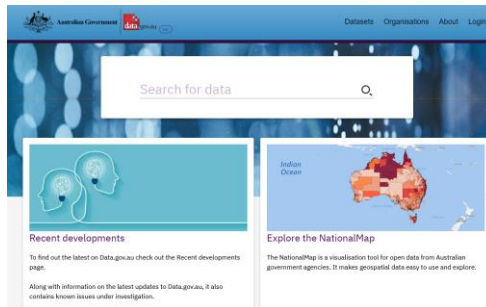 Australian Government
data.gov.au
Datasets Organisations About Login
Search for data
Indian
Ocean
Recent developments
To find out the latest on Data.gov.au check out the Recent developments
page.
Along with information on the latest updates to Data.gov.au, it also
contains known issues under investigation.
Explore the NationalMap
The NationalMap is a visualisation tool for open data from Australian
government agencies. It makes geospatial data easy to use and explore.